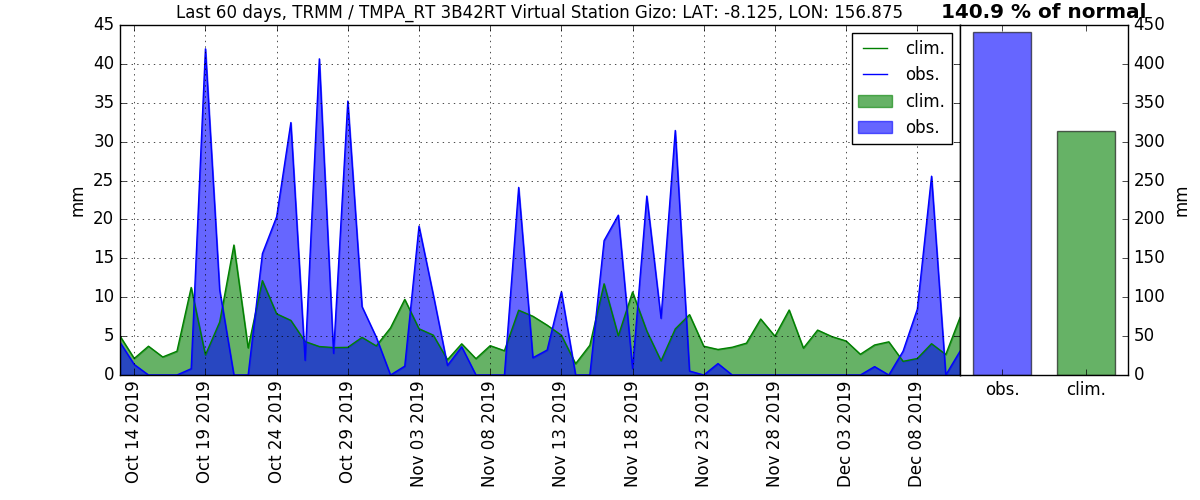 Last 60 days, TRMM / TMPA_RT 3B42RT Virtual Station Gizo: LAT: -8.125, LON: 156.875
140.9 % of normal
45
40
35
30
25
20
15
10
5
0
mm
clim.
obs.
clim.
obs.
Oct 14 2019
Oct 19 2019
Oct 24 2019
Oct 29 2019
Nov 03 2019
Nov 08 2019
Nov 13 2019
Nov 18 2019
Nov 23 2019
Nov 28 2019
Dec 03 2019
Dec 08 2019
450
400
350
300
250
200
150
100
50
0
mm
obs.
clim.